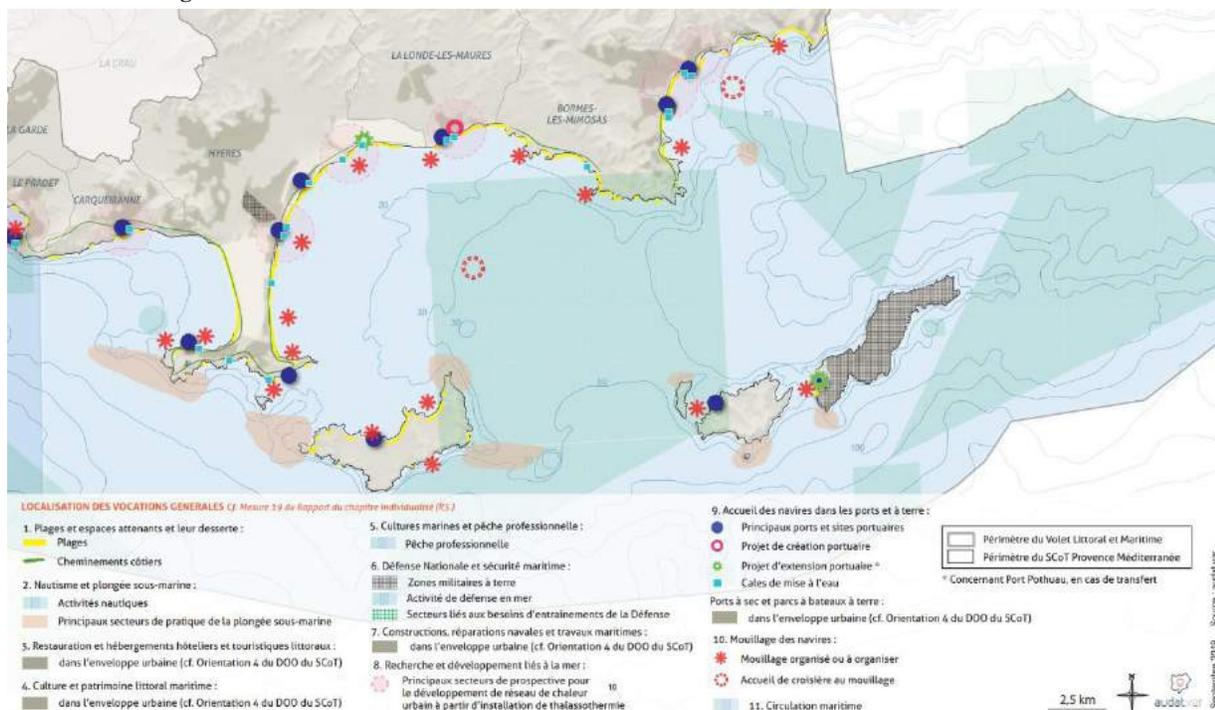 LA CRAU
LA LONDE-LES-MAURES
BORMES-
LES-MIMOSAS
LA GARDE
HYERES
LE PRADET
CARQUEIRANNE
LOCALISATION DES VOCATIONS GENERALES Cf. Mesure 19 du Rapport du chapitre individualisé (R5.)
1. Plages et espaces attenants et leur desserte :
Plages
Cheminements côtiers
2. Nautisme et plongée sous-marine :
Activités nautiques
Principaux secteurs de pratique de la plongée sous-marine
3. Restauration et hébergements hôteliers et touristiques littoraux :
dans l'enveloppe urbaine (cf. Orientation 4 du DOO du SCoT)
4. Culture et patrimoine littoral maritime :
dans l'enveloppe urbaine (cf. Orientation 4 du DOO du SCoT)
5. Cultures marines et pêche professionnelle :
Pêche professionnelle
6. Défense Nationale et sécurité maritime :
Zones militaires à terre
Activité de défense en mer
Secteurs liés aux besoins d'entrainements de la Défense
7. Constructions, réparations navales et travaux maritimes :
dans l'enveloppe urbaine (cf. Orientation 4 du DOO du SCoT)
8. Recherche et développement liés à la mer :
Principaux secteurs de prospective pour
le développement de réseau de chaleur
urbain à partir d'installation de thalassothermie
10
9. Accueil des navires dans les ports et à terre :
Principaux ports et sites portuaires
Projet de création portuaire
Projet d'extension portuaire *
Cales de mise à l'eau
Ports à sec et parcs à bateaux à terre :
dans l'enveloppe urbaine (cf. Orientation 4 du DOO du SCoT)
10. Mouillage des navires :
Mouillage organisé ou à organiser
Accueil de croisière au mouillage
11. Circulation maritime
Périmètre du Volet Littoral et Maritime
Périmètre du SCoT Provence Méditerranée
* Concernant Port Pothuau, en cas de transfert
2,5 km
audat.var